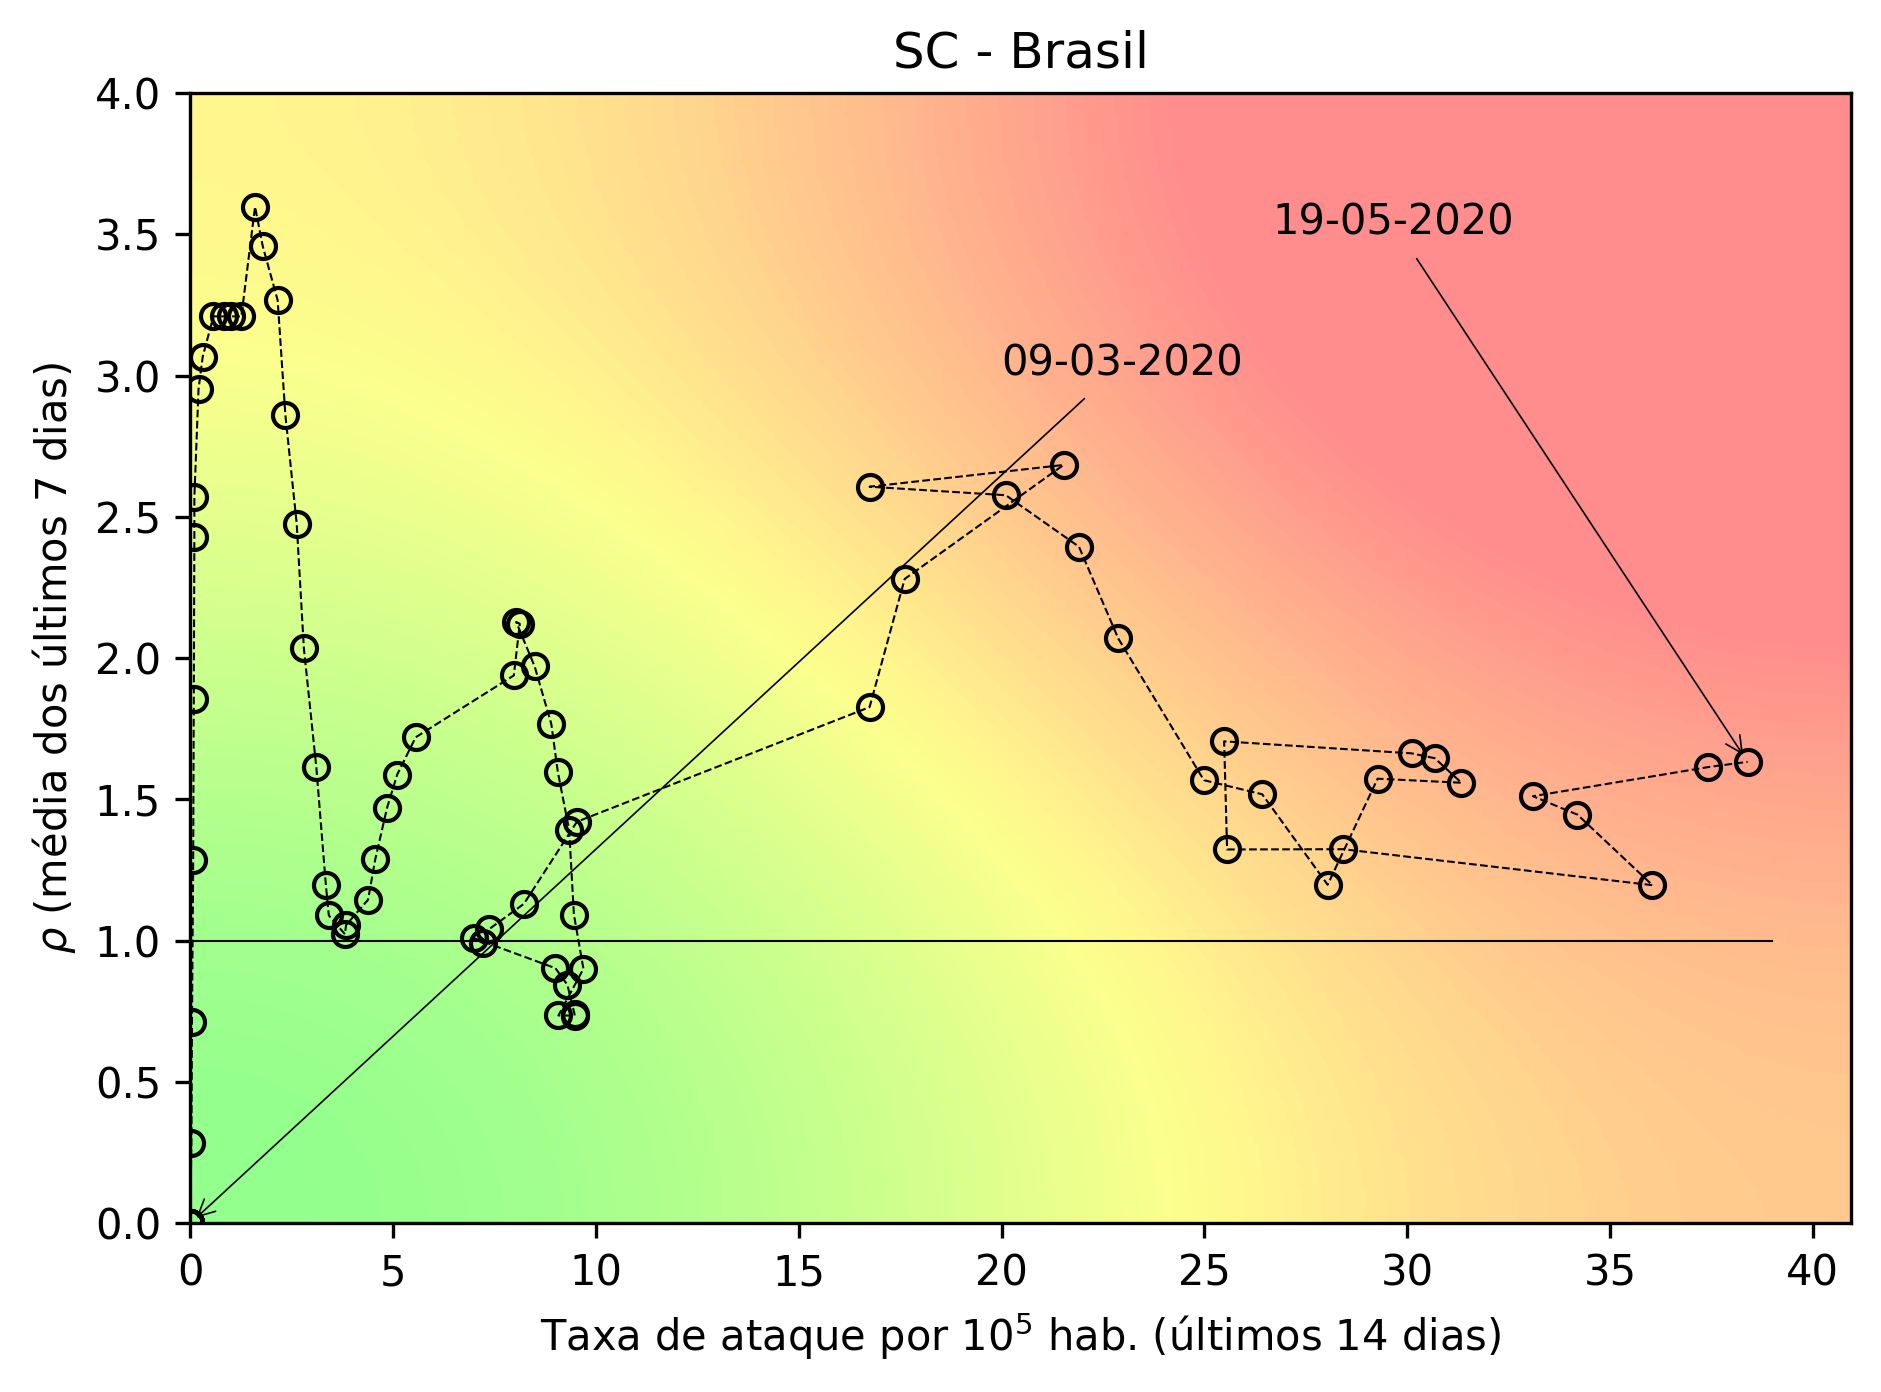 SC - Brasil
4.0
3.5
3.0
2.5
2.0
1.5
1.0
0.5
0.0
ρ (média dos últimos 7 dias)
19-05-2020
09-03-2020
0 5 10 15 20 25 30 35 40
Taxa de ataque por 10⁵ hab. (últimos 14 dias)